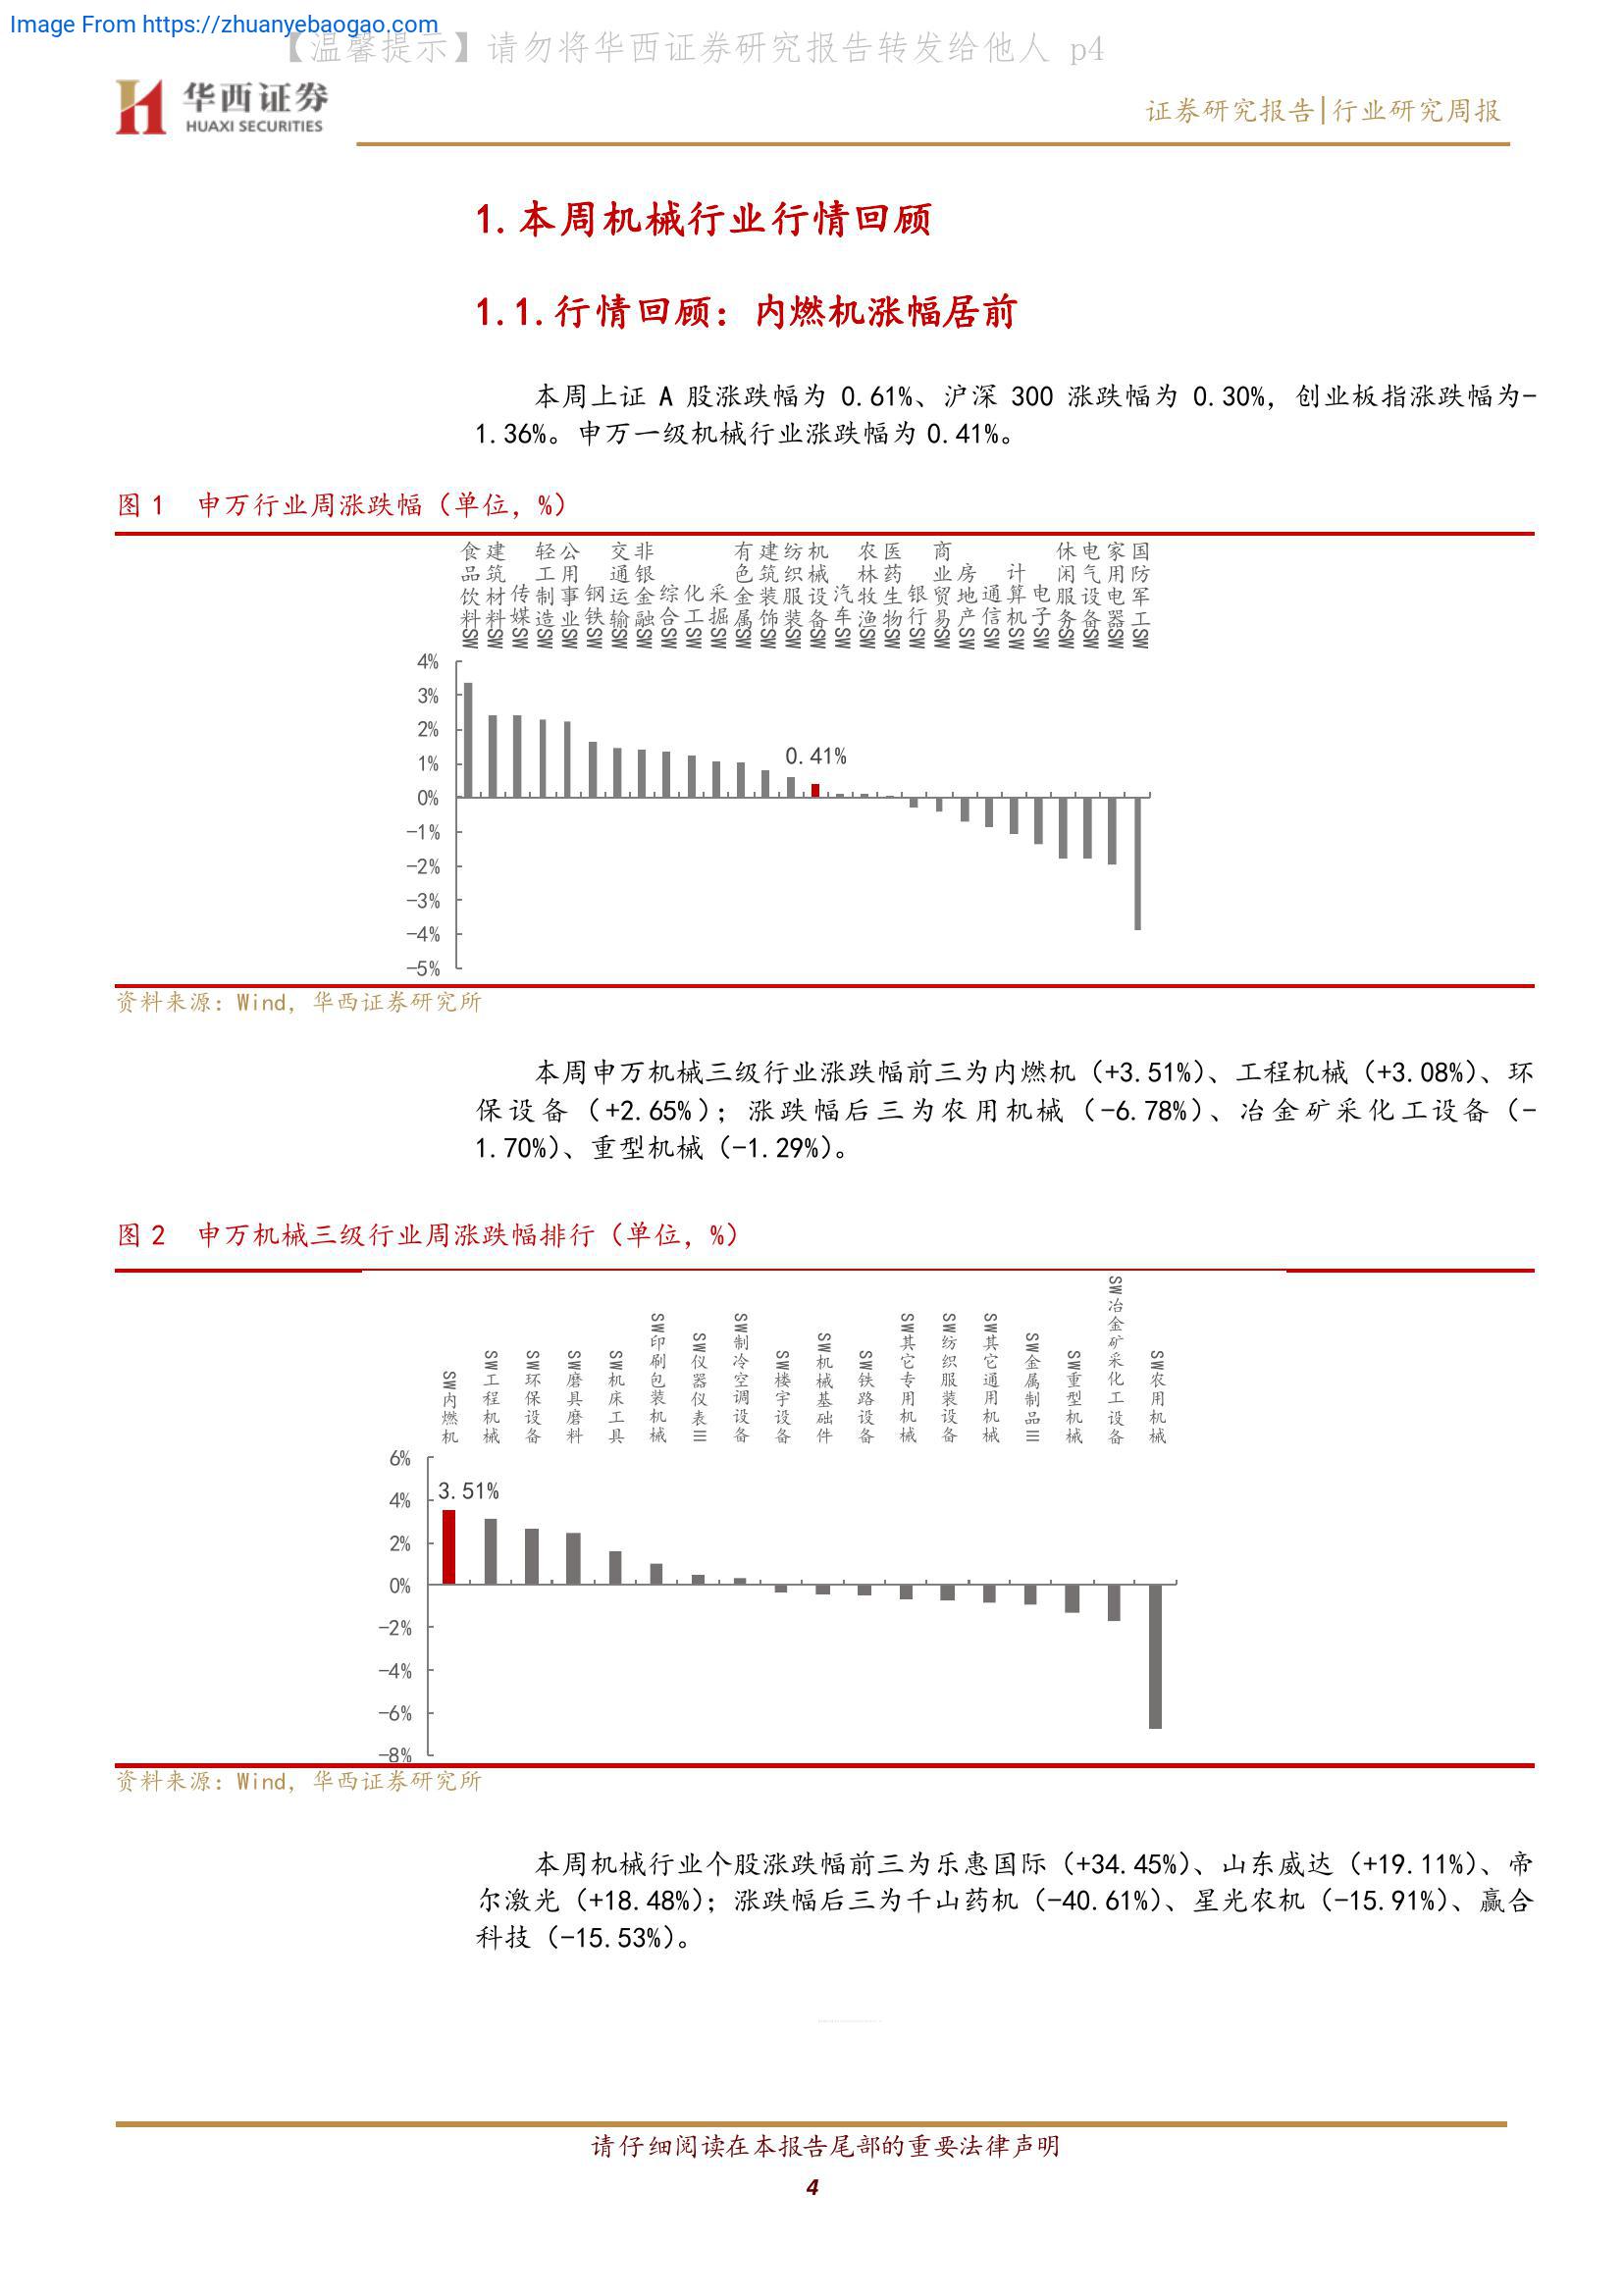 Image From https://zhuanyebaogao.com
【温馨提示】请勿将华西证券研究报告转发给他人 p4
华西证券
HUAXI SECURITIES
证券研究报告|行业研究周报
1.本周机械行业行情回顾
1.1.行情回顾：内燃机涨幅居前
本周上证 A 股涨跌幅为 0.61%、沪深 300 涨跌幅为 0.30%，创业板指涨跌幅为-
1.36%。申万一级机械行业涨跌幅为 0.41%。
图 1 申万行业周涨跌幅（单位，%）
食品饮料SW
建筑材料SW
传媒SW
轻工制造SW
公用事业SW
钢铁SW
交通运输SW
非银金融SW
综合SW
化工SW
采掘SW
有色金属SW
建筑装饰SW
纺织服装SW
机械设备SW
汽车SW
农林牧渔SW
医药生物SW
银行SW
商业贸易SW
房地产SW
通信SW
计算机SW
电子SW
休闲服务SW
电气设备SW
家用电器SW
国防军工SW
4%
3%
2%
1%
0%
-1%
-2%
-3%
-4%
-5%
0.41%
资料来源：Wind，华西证券研究所
本周申万机械三级行业涨跌幅前三为内燃机（+3.51%）、工程机械（+3.08%）、环
保设备（+2.65%）；涨跌幅后三为农用机械（-6.78%）、冶金矿采化工设备（-
1.70%）、重型机械（-1.29%）。
图 2 申万机械三级行业周涨跌幅排行（单位，%）
SW内燃机
SW工程机械
SW环保设备
SW磨具磨料
SW机床工具
SW印刷包装机械
SW仪器仪表Ⅲ
SW制冷空调设备
SW楼宇设备
SW机械基础件
SW铁路设备
SW其它专用机械
SW纺织服装设备
SW其它通用机械
SW金属制品Ⅲ
SW重型机械
SW冶金矿采化工设备
SW农用机械
6%
4%
2%
0%
-2%
-4%
-6%
-8%
3.51%
资料来源：Wind，华西证券研究所
本周机械行业个股涨跌幅前三为乐惠国际（+34.45%）、山东威达（+19.11%）、帝
尔激光（+18.48%）；涨跌幅后三为千山药机（-40.61%）、星光农机（-15.91%）、赢合
科技（-15.53%）。
请仔细阅读在本报告尾部的重要法律声明
4